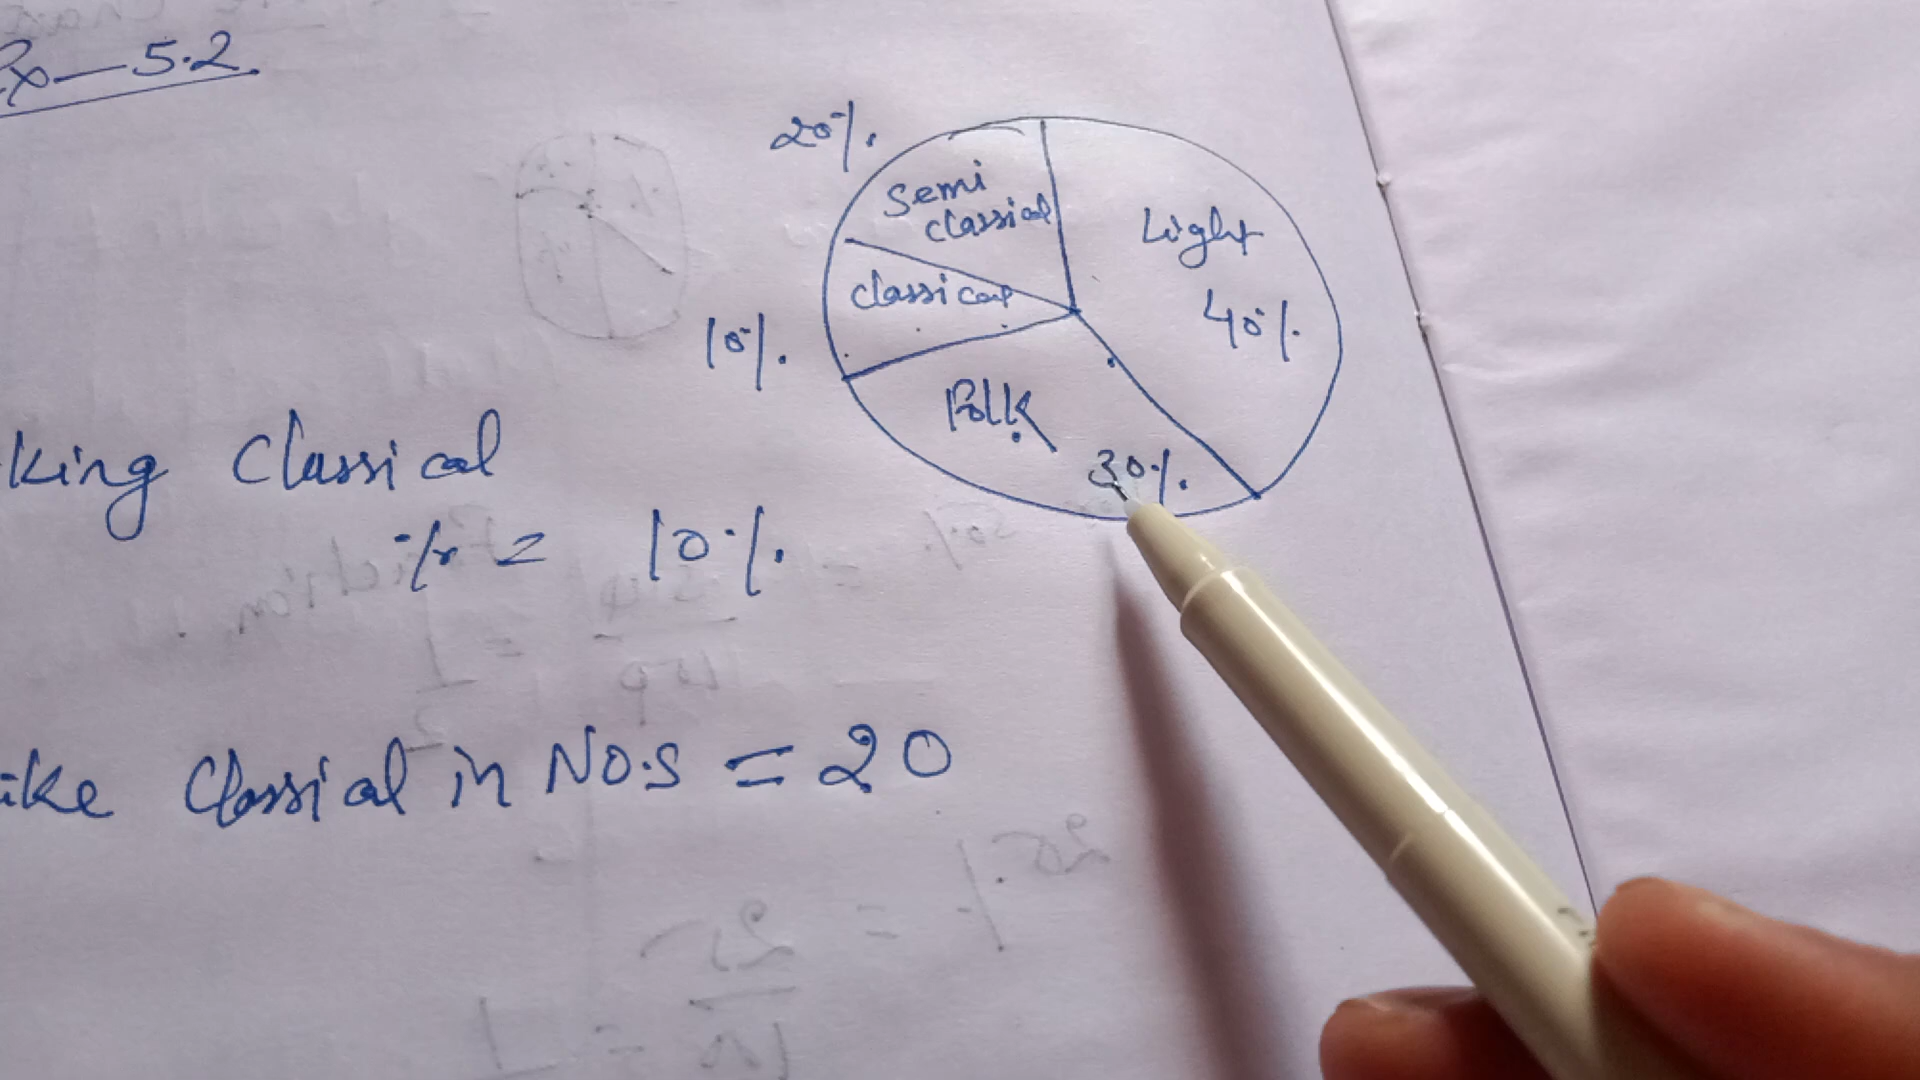 Ex — 5.2
20%.
Semi
classical
Light
40%.
classical
10%.
Folk
30%.
king Classical
% = 10%.
ike Classical in No.s = 20